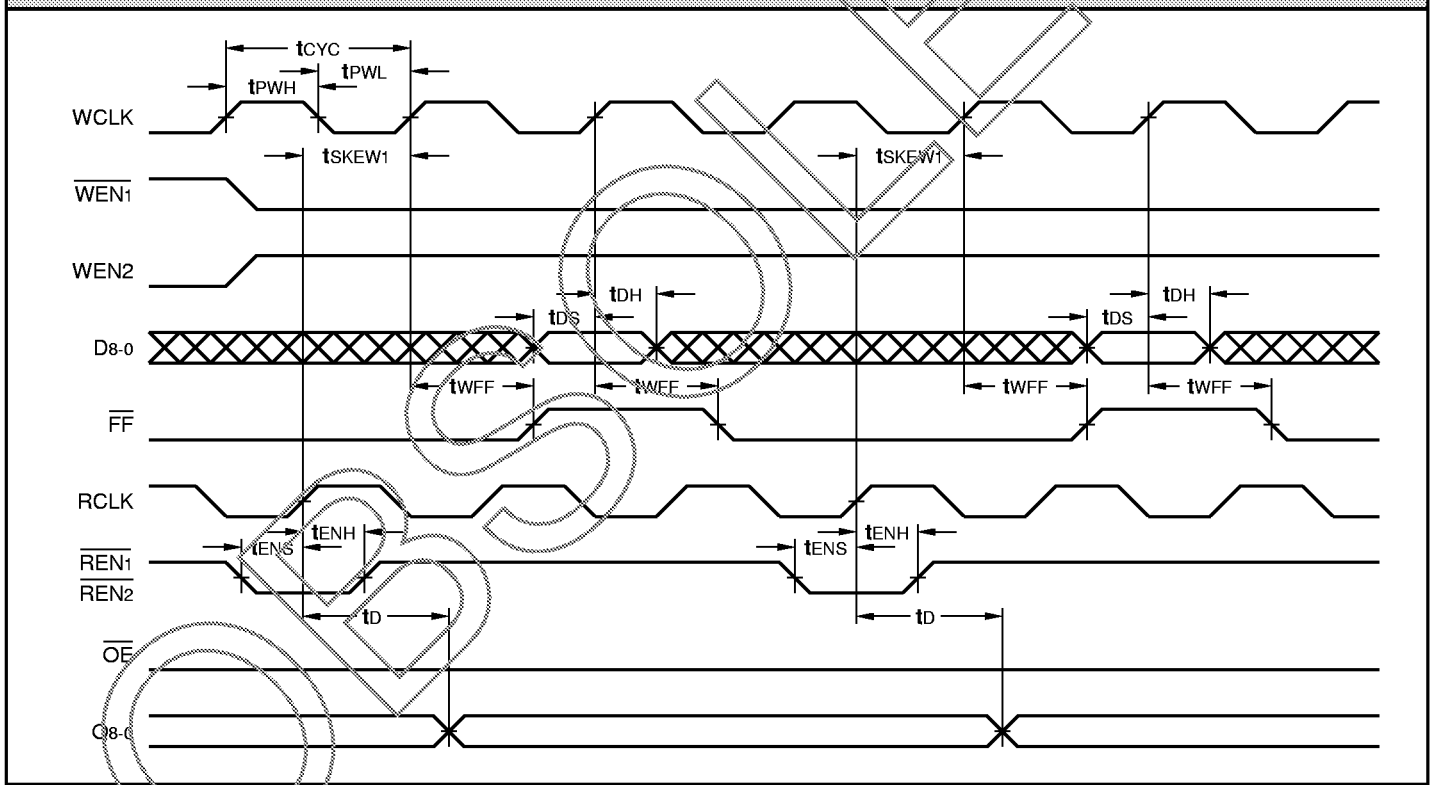 tCYC
tPWH tPWL
WCLK
tSKEW1 tSKEW1
WEN1
WEN2
tDH tDH
tDS tDS
D8-0
tWFF tWFF tWFF tWFF
FF
RCLK
tENH tENH
tENS tENS
REN1
REN2
tD tD
OE
Q8-0
OBSOLE